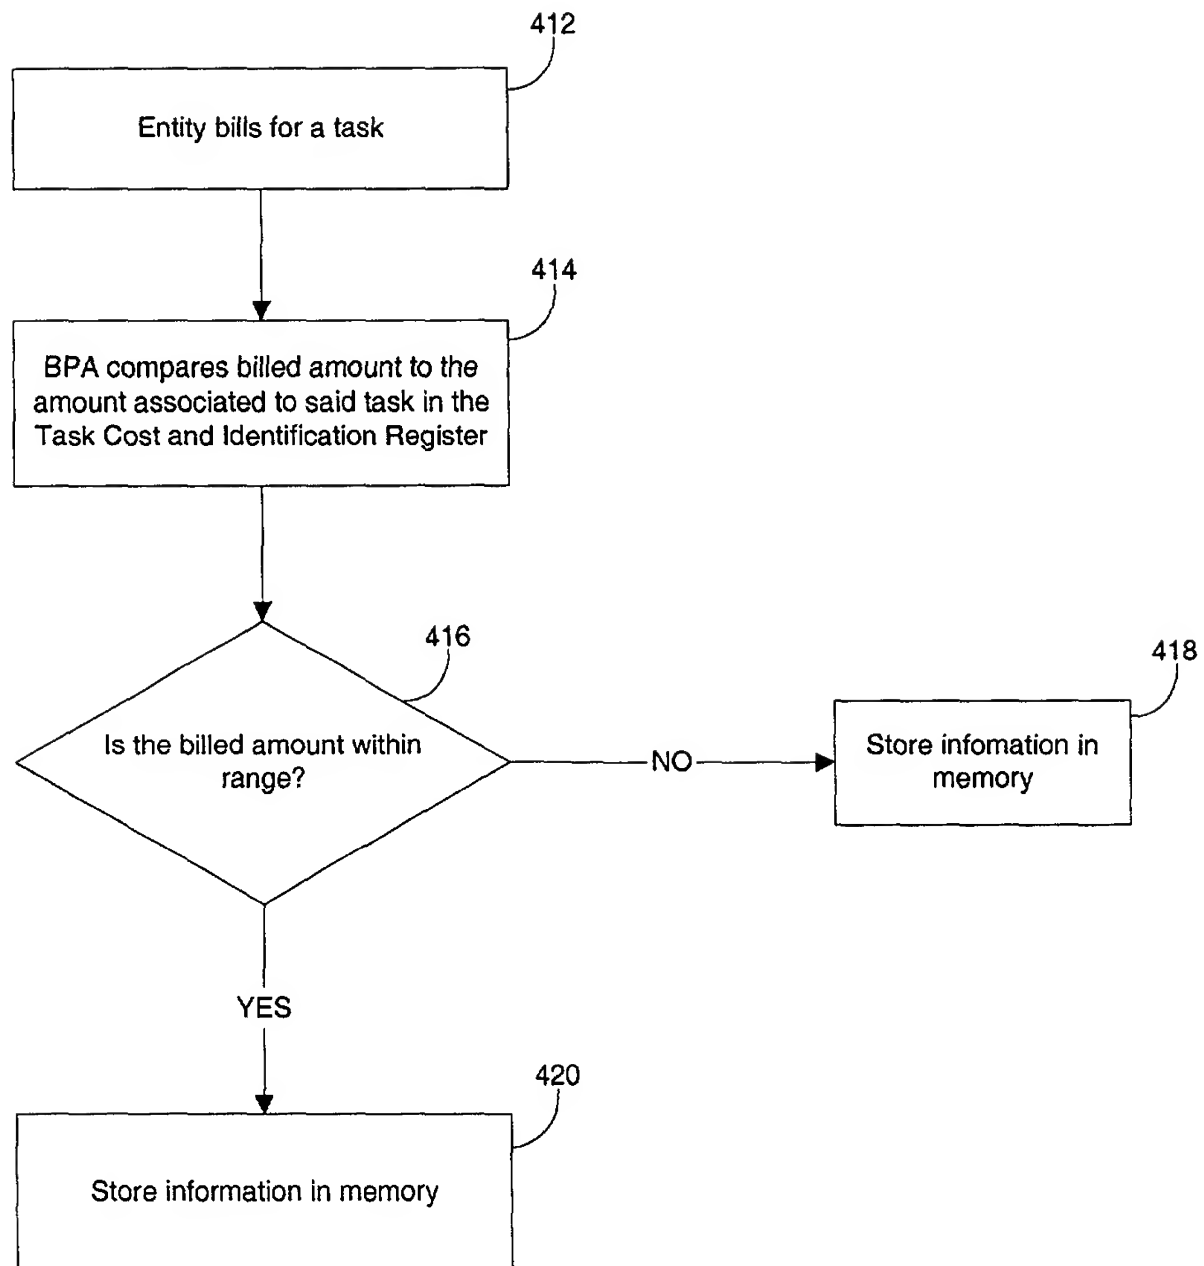 412
Entity bills for a task
414
BPA compares billed amount to the
amount associated to said task in the
Task Cost and Identification Register
416
Is the billed amount within
range?
NO
418
Store infomation in
memory
YES
420
Store information in memory